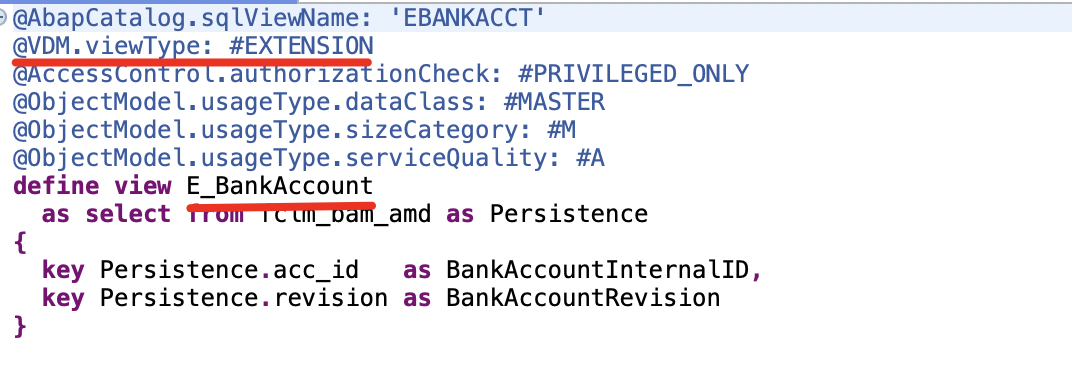 @AbapCatalog.sqlViewName: 'EBANKACCT'
@VDM.viewType: #EXTENSION
@AccessControl.authorizationCheck: #PRIVILEGED_ONLY
@ObjectModel.usageType.dataClass: #MASTER
@ObjectModel.usageType.sizeCategory: #M
@ObjectModel.usageType.serviceQuality: #A
define view E_BankAccount
as select from fclm_bam_amd as Persistence
{
key Persistence.acc_id as BankAccountInternalID,
key Persistence.revision as BankAccountRevision
}